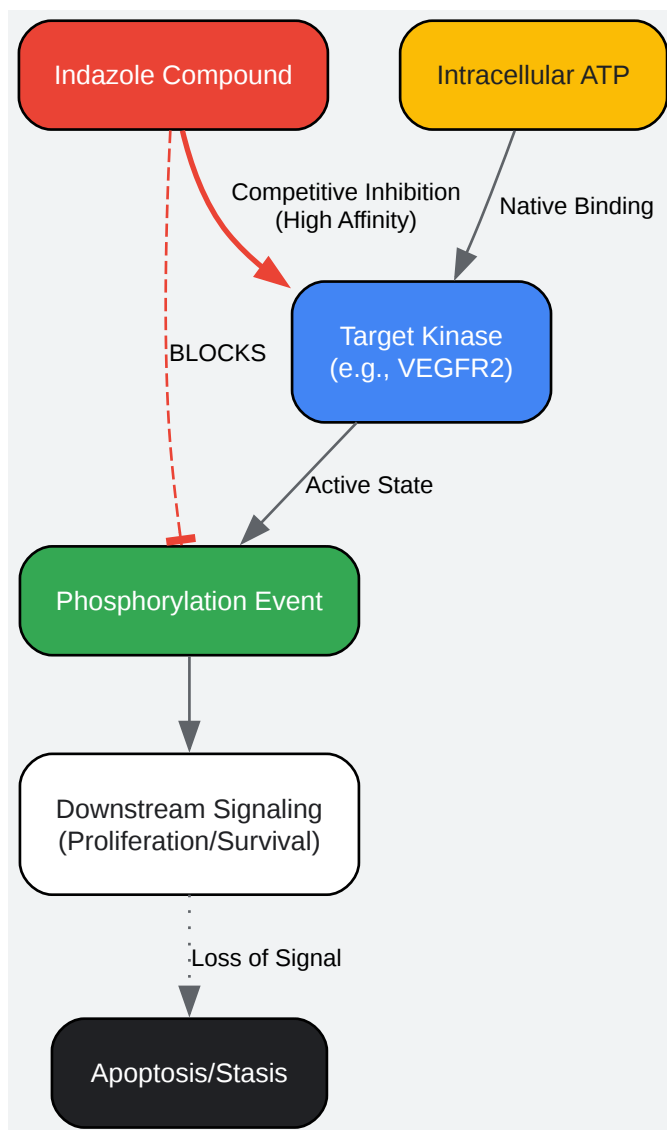 Indazole Compound
Intracellular ATP
Competitive Inhibition
(High Affinity)
Native Binding
Target Kinase
(e.g., VEGFR2)
BLOCKS
Active State
Phosphorylation Event
Downstream Signaling
(Proliferation/Survival)
Loss of Signal
Apoptosis/Stasis